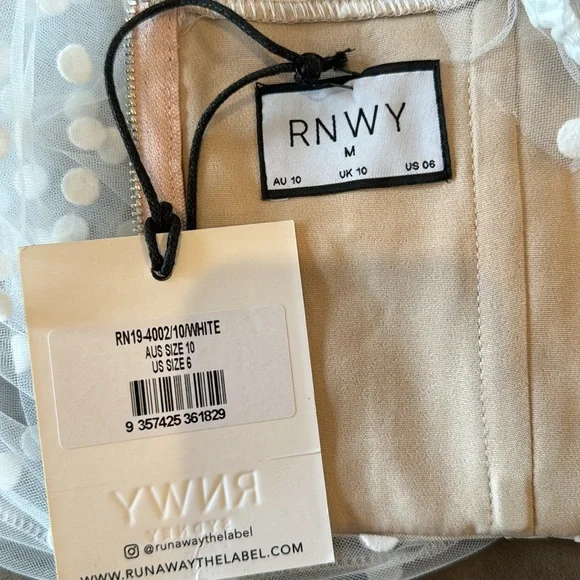 RNWY
M
AU 10 UK 10 US 06
RN19-4002/10/WHITE
AUS SIZE 10
US SIZE 6
9 357425 361829
RNWY
SYDNEY
@runawaythelabel
WWW.RUNAWAYTHELABEL.COM